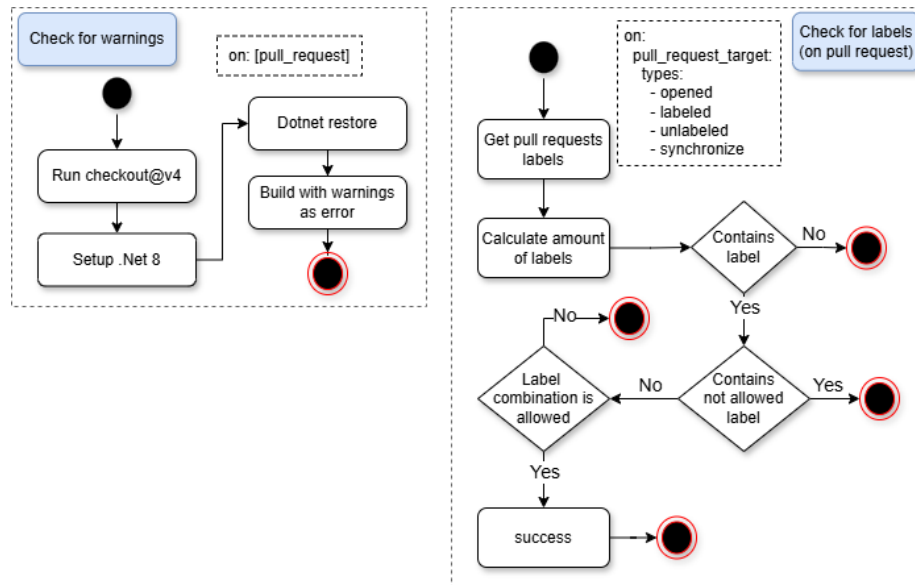 Check for warnings
on: [pull_request]
Run checkout@v4
Setup .Net 8
Dotnet restore
Build with warnings
as error
Check for labels
(on pull request)
on:
pull_request_target:
types:
- opened
- labeled
- unlabeled
- synchronize
Get pull requests
labels
Calculate amount
of labels
Contains
label
No
Yes
Contains
not allowed
label
Yes
No
Label
combination is
allowed
No
Yes
success